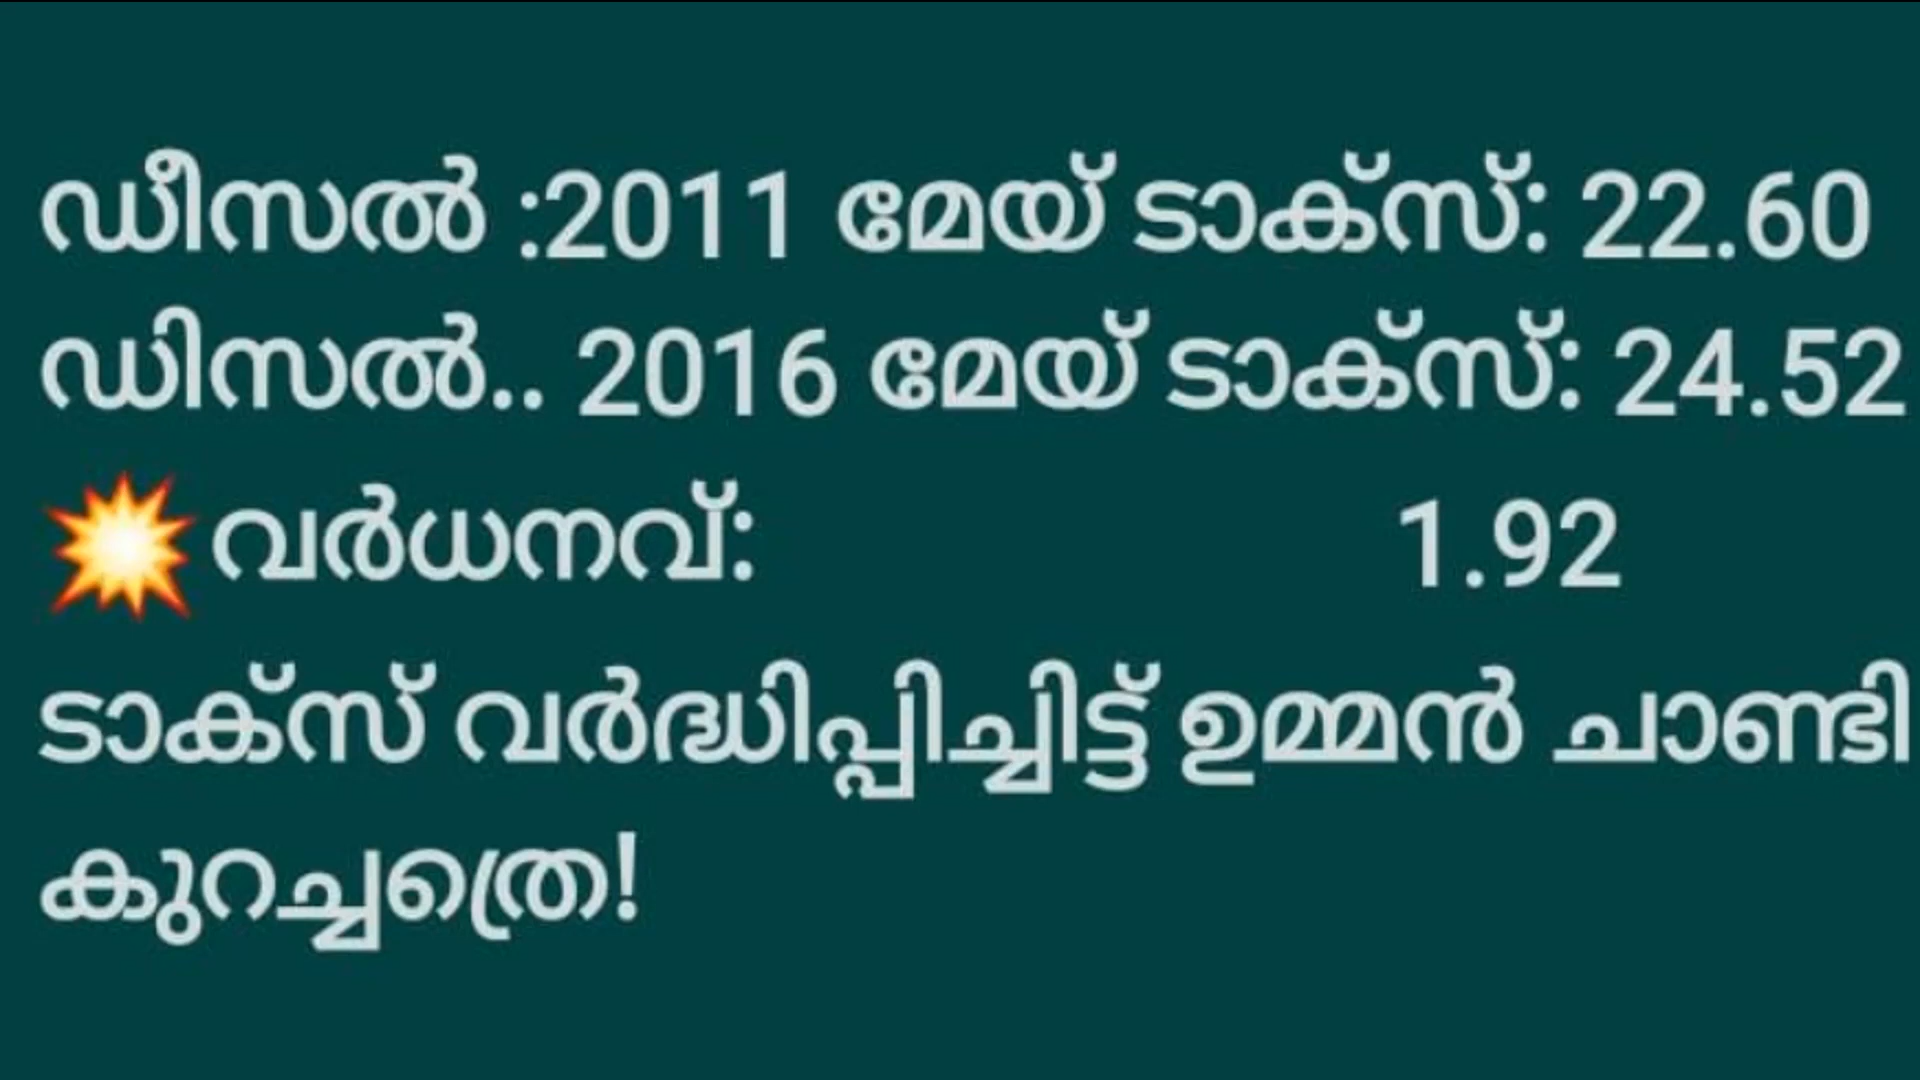 ഡീസൽ :2011 മേയ് ടാക്സ്: 22.60
ഡിസൽ.. 2016 മേയ് ടാക്സ്: 24.52
💥വർധനവ്: 1.92
ടാക്സ് വർദ്ധിപ്പിച്ചിട്ട് ഉമ്മൻ ചാണ്ടി
കുറച്ചത്രെ!